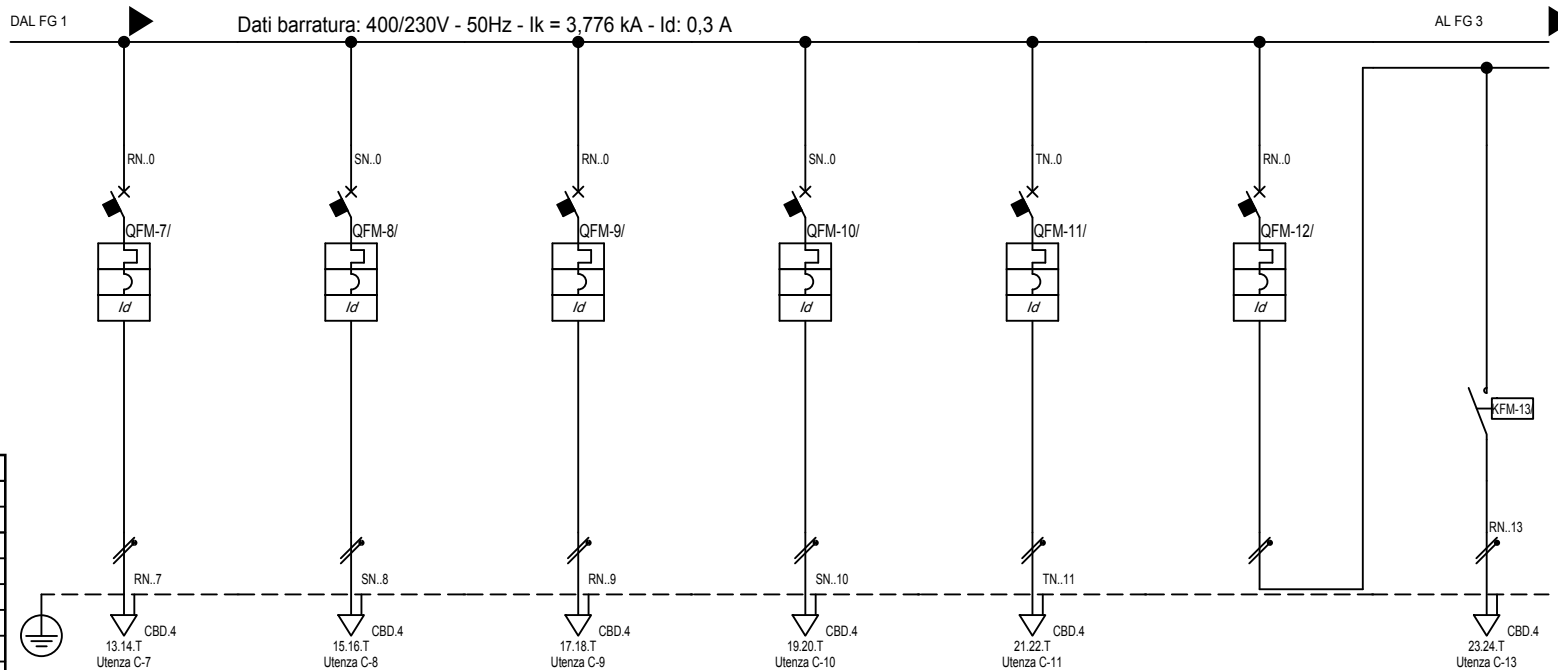 DAL FG 1
Dati barratura: 400/230V - 50Hz - Ik = 3,776 kA - Id: 0,3 A
AL FG 3
RN..0
SN..0
RN..0
SN..0
TN..0
RN..0
QFM-7/
QFM-8/
QFM-9/
QFM-10/
QFM-11/
QFM-12/
Id
Id
Id
Id
Id
Id
KFM-13/
RN..13
RN..7
SN..8
RN..9
SN..10
TN..11
CBD.4
CBD.4
CBD.4
CBD.4
CBD.4
CBD.4
13.14.T
15.16.T
17.18.T
19.20.T
21.22.T
23.24.T
Utenza C-7
Utenza C-8
Utenza C-9
Utenza C-10
Utenza C-11
Utenza C-13